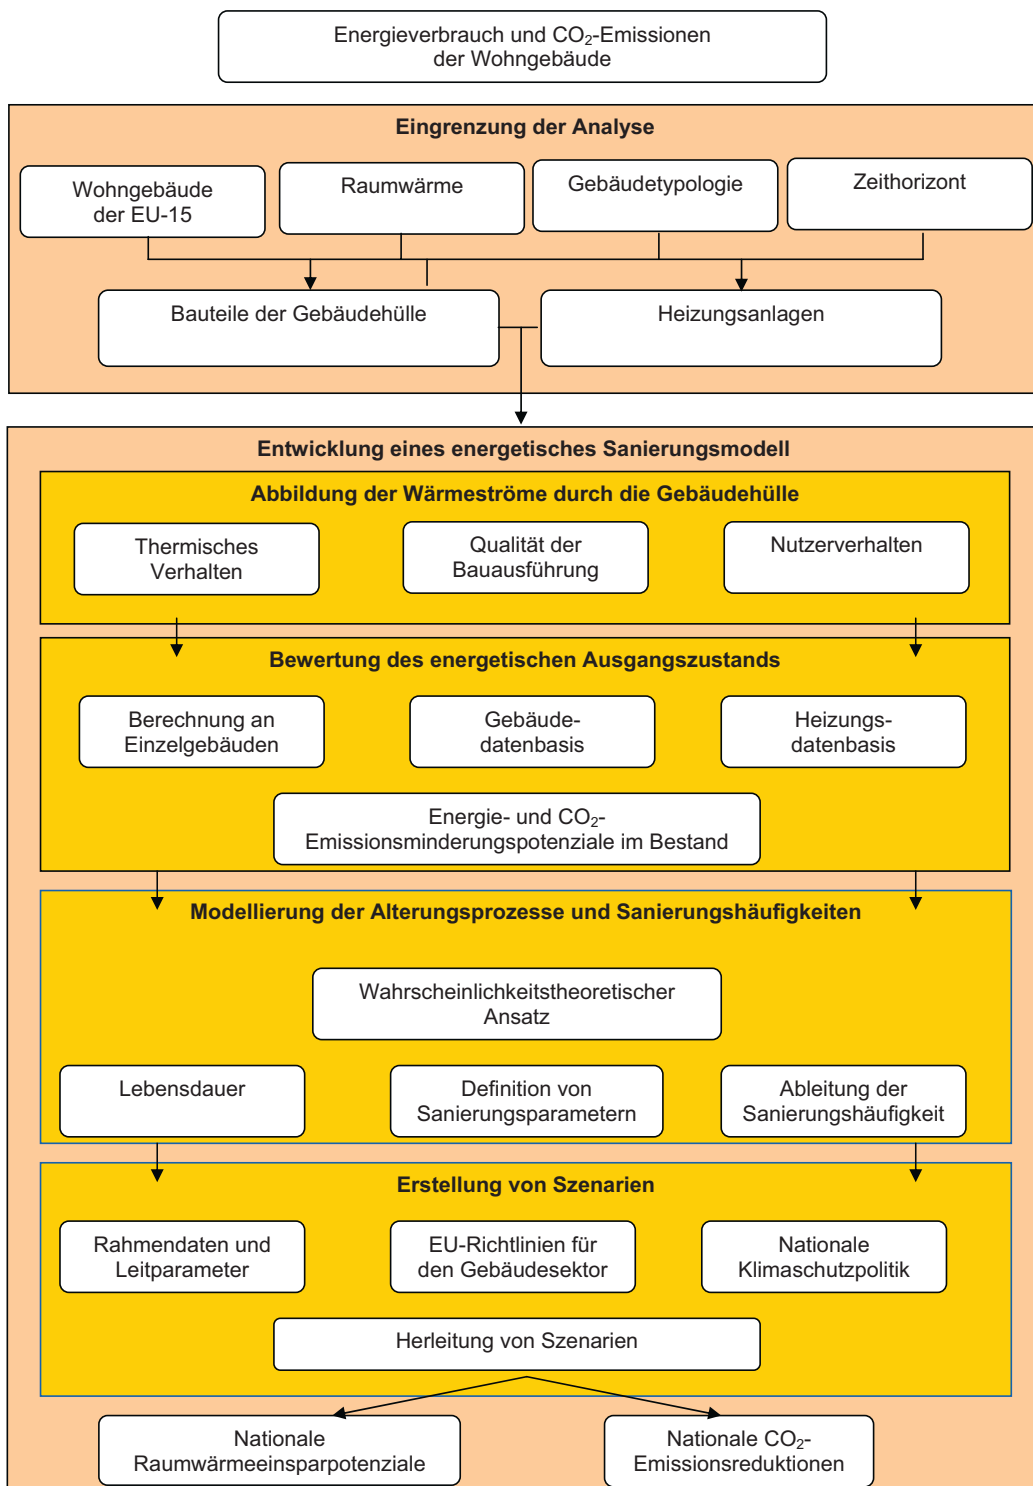 Energieverbrauch und CO₂-Emissionen
der Wohngebäude
Eingrenzung der Analyse
Wohngebäude
der EU-15
Raumwärme
Gebäudetypologie
Zeithorizont
Bauteile der Gebäudehülle
Heizungsanlagen
Entwicklung eines energetisches Sanierungsmodell
Abbildung der Wärmeströme durch die Gebäudehülle
Thermisches
Verhalten
Qualität der
Bauausführung
Nutzerverhalten
Bewertung des energetischen Ausgangszustands
Berechnung an
Einzelgebäuden
Gebäude-
datenbasis
Heizungs-
datenbasis
Energie- und CO₂-
Emissionsminderungspotenziale im Bestand
Modellierung der Alterungsprozesse und Sanierungshäufigkeiten
Wahrscheinlichkeitstheoretischer
Ansatz
Lebensdauer
Definition von
Sanierungsparametern
Ableitung der
Sanierungshäufigkeit
Erstellung von Szenarien
Rahmendaten und
Leitparameter
EU-Richtlinien für
den Gebäudesektor
Nationale
Klimaschutzpolitik
Herleitung von Szenarien
Nationale
Raumwärmeeinsparpotenziale
Nationale CO₂-
Emissionsreduktionen